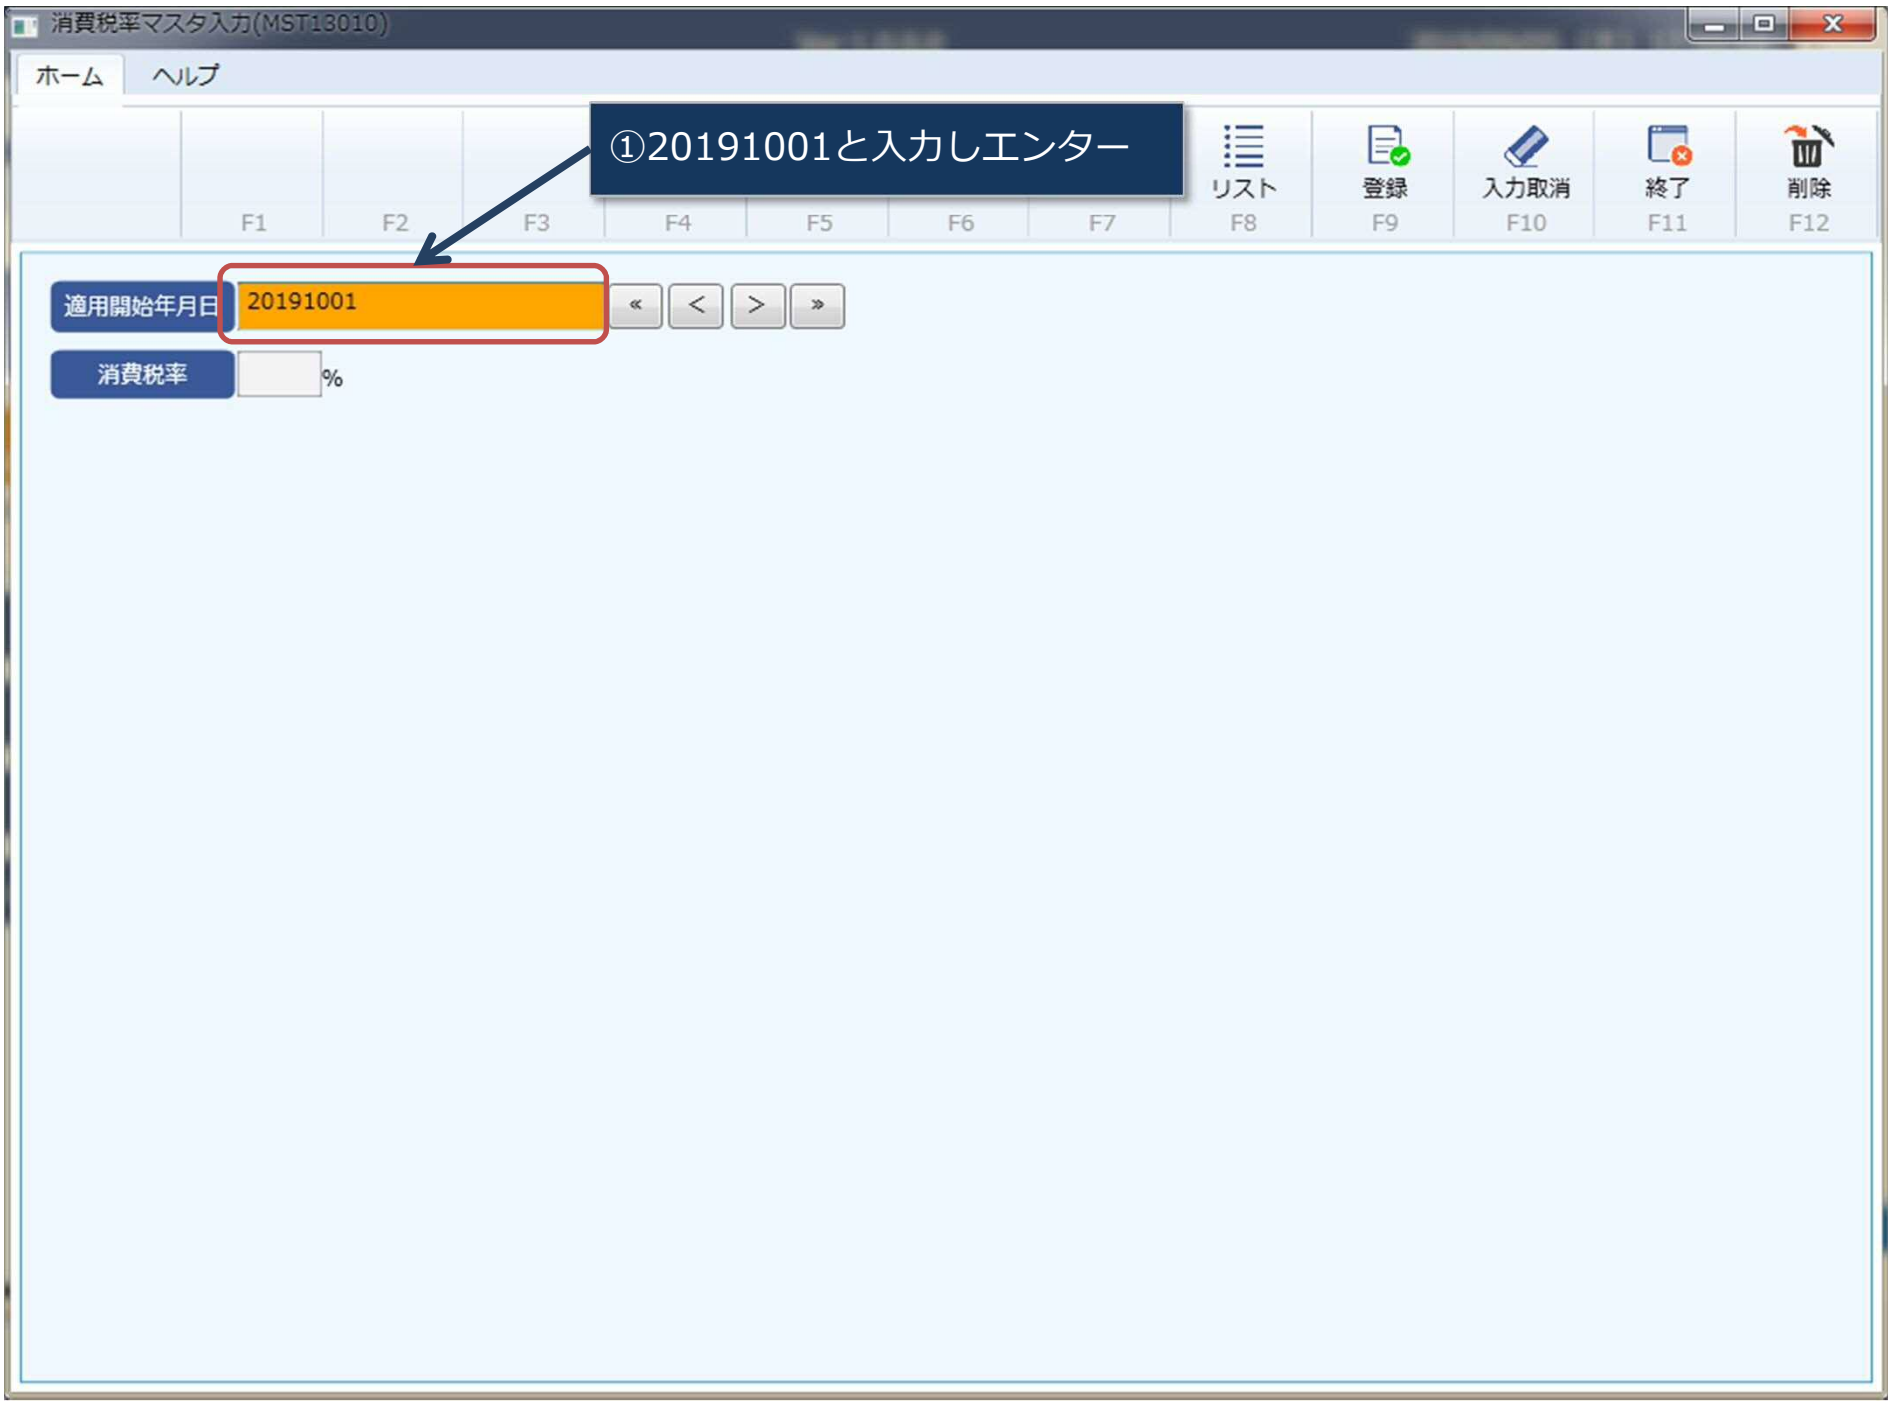 消費税率マスタ入力(MST13010)
ホーム ヘルプ
①20191001と入力しエンター
リスト 登録 入力取消 終了 削除
F1 F2 F3 F4 F5 F6 F7 F8 F9 F10 F11 F12
適用開始年月日 20191001 « < > »
消費税率 %